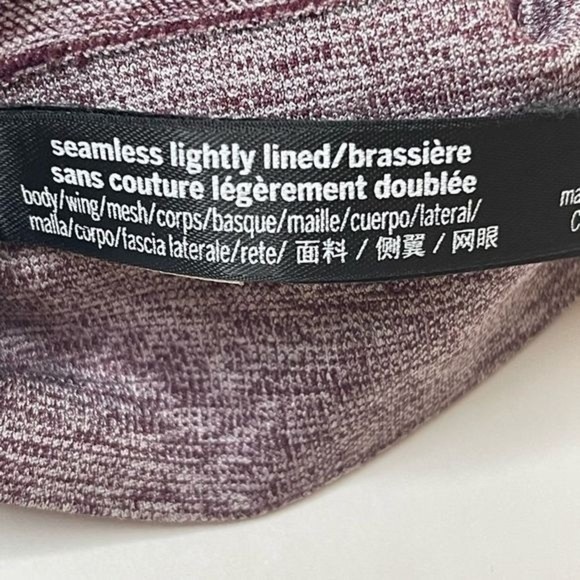 seamless lightly lined/brassière
sans couture légèrement doublée
body/wing/mesh/corps/basque/maille/cuerpo/lateral/
malla/corpo/fascia laterale/rete/ 面料 / 侧翼 / 网眼
ma
C